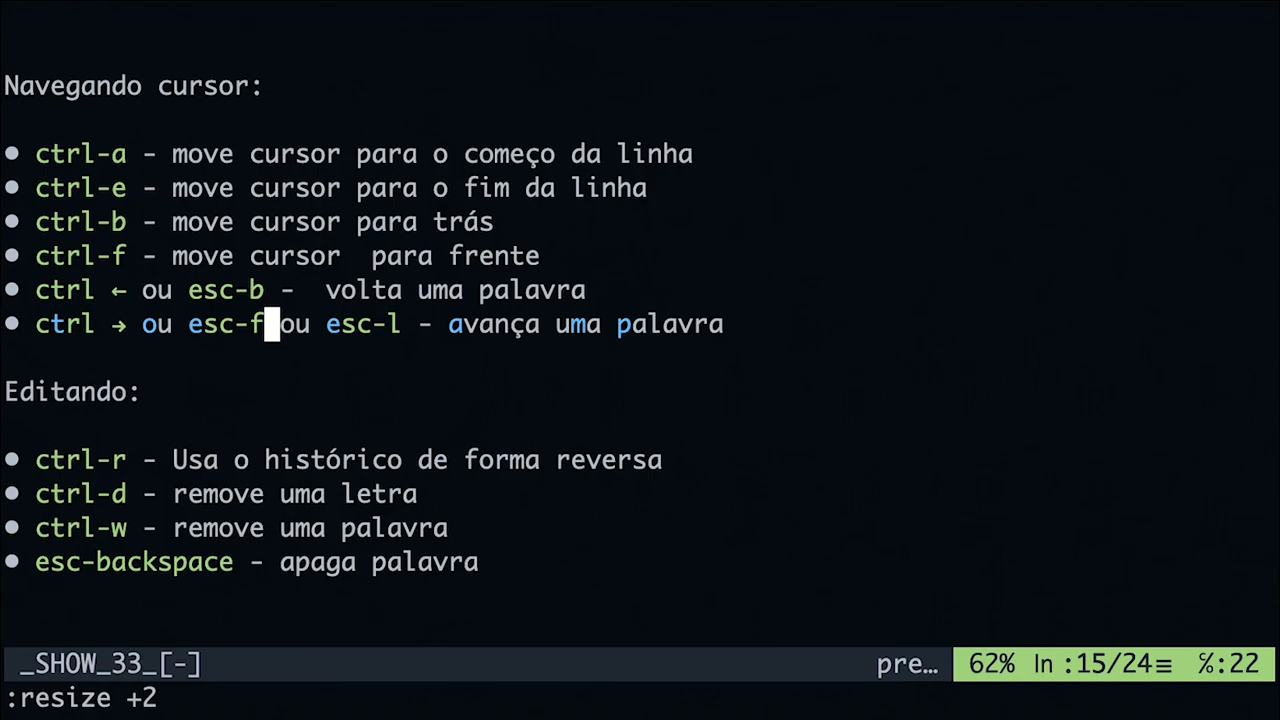 Navegando cursor:
● ctrl-a - move cursor para o começo da linha
● ctrl-e - move cursor para o fim da linha
● ctrl-b - move cursor para trás
● ctrl-f - move cursor  para frente
● ctrl ← ou esc-b -  volta uma palavra
● ctrl → ou esc-f ou esc-l - avança uma palavra
Editando:
● ctrl-r - Usa o histórico de forma reversa
● ctrl-d - remove uma letra
● ctrl-w - remove uma palavra
● esc-backspace - apaga palavra
_SHOW_33_[-] pre… 62% ln :15/24≡ ℅:22
:resize +2